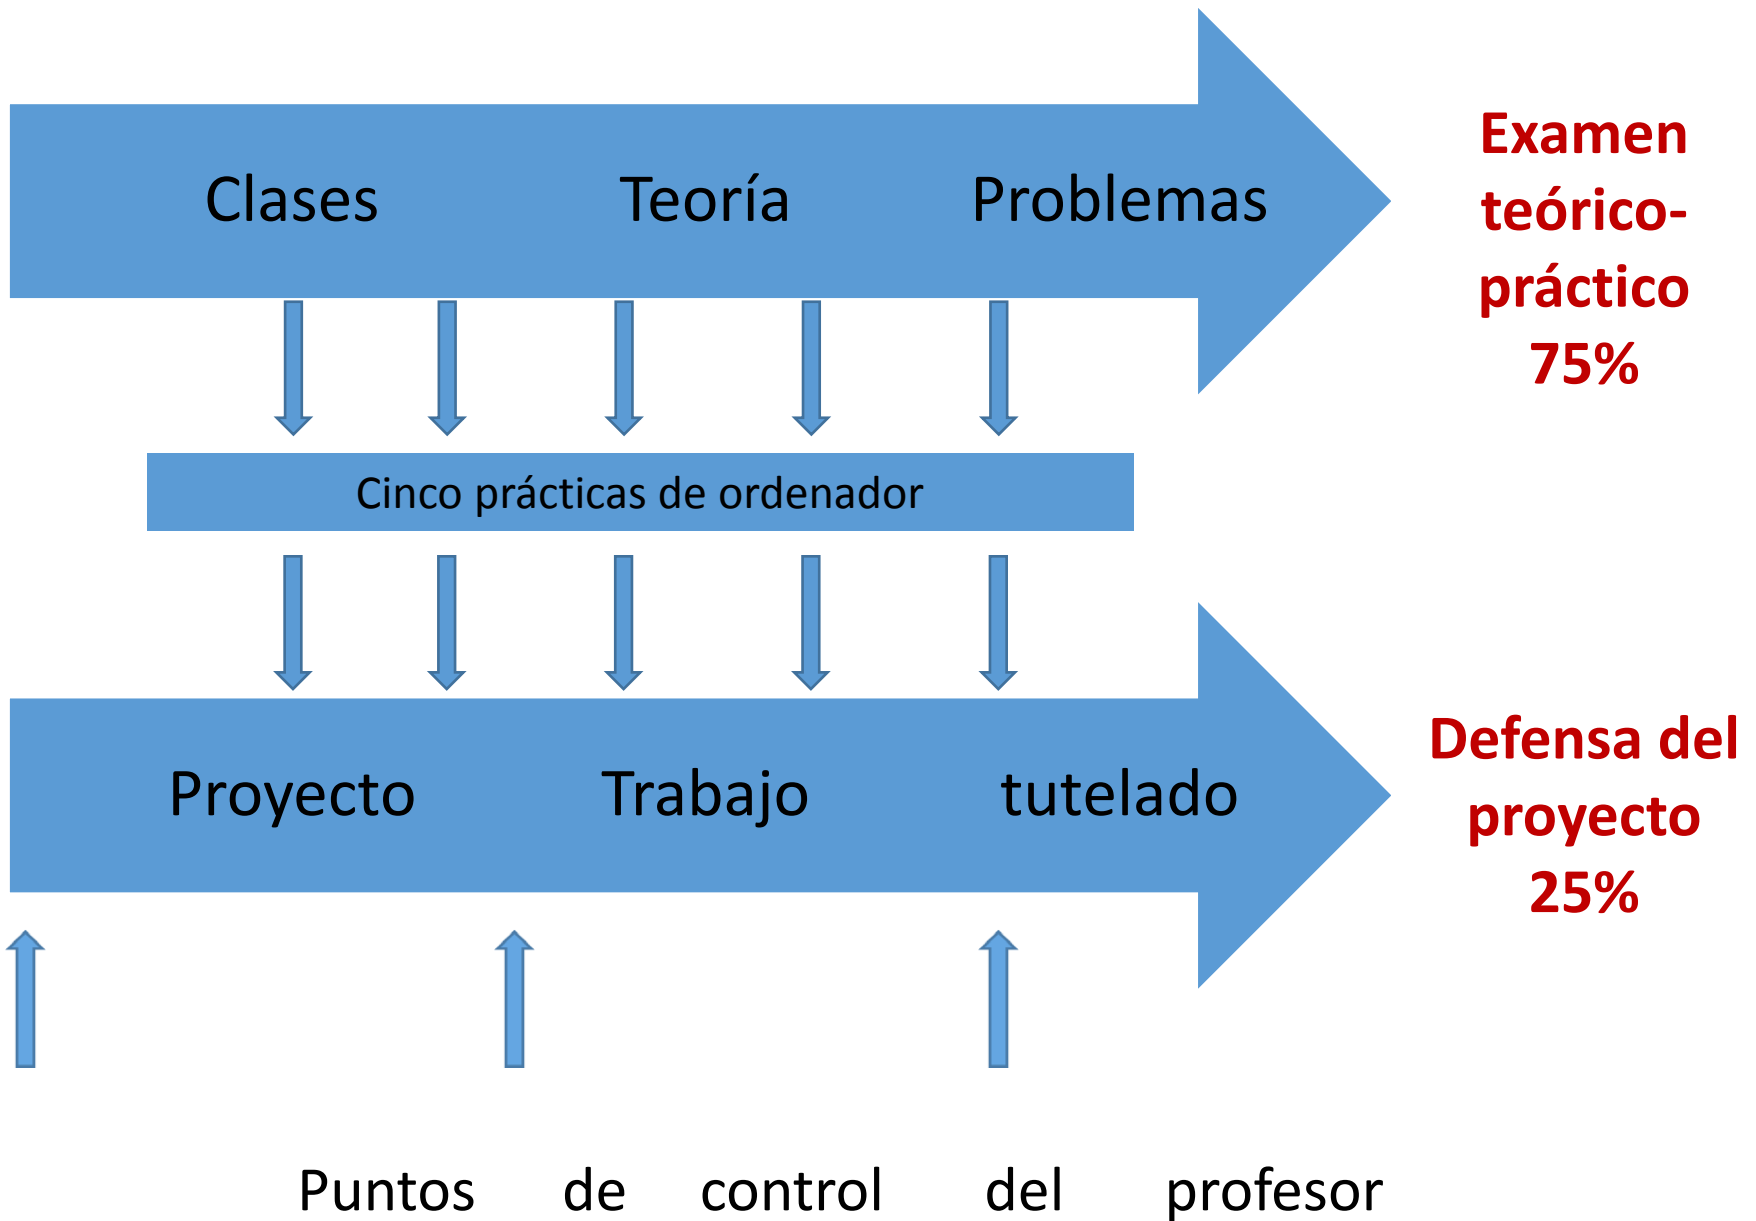 Clases Teoría Problemas
Examen
teórico-
práctico
75%
Cinco prácticas de ordenador
Proyecto Trabajo tutelado
Defensa del
proyecto
25%
Puntos de control del profesor